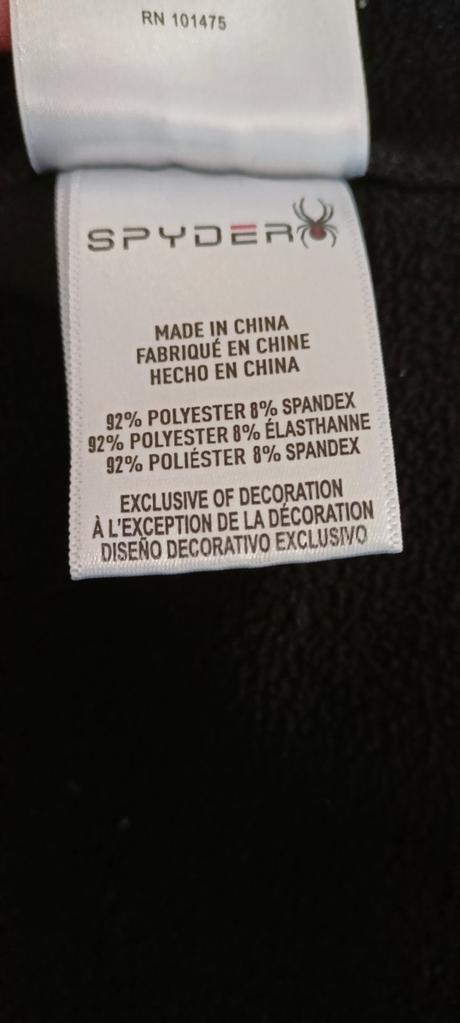 RN 101475
SPYDER
MADE IN CHINA
FABRIQUÉ EN CHINE
HECHO EN CHINA
92% POLYESTER 8% SPANDEX
92% POLYESTER 8% ÉLASTHANNE
92% POLIÉSTER 8% SPANDEX
EXCLUSIVE OF DECORATION
À L'EXCEPTION DE LA DÉCORATION
DISEÑO DECORATIVO EXCLUSIVO